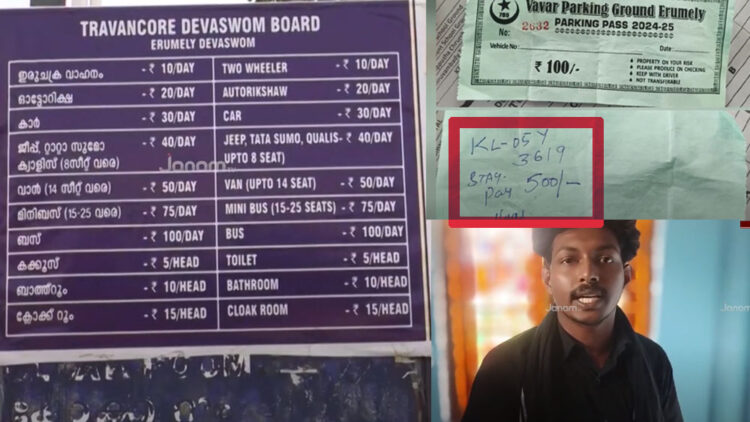 TRAVANCORE DEVASWOM BOARD
ERUMELY DEVASWOM
ഇരുചക്ര വാഹനം - ₹ 10/DAY TWO WHEELER - ₹ 10/DAY
ഓട്ടോറിക്ഷ - ₹ 20/DAY AUTORIKSHAW - ₹ 20/DAY
കാർ - ₹ 30/DAY CAR - ₹ 30/DAY
ജീപ്പ്, റ്റാറ്റാ സുമോ - ₹ 40/DAY JEEP, TATA SUMO, QUALIS- ₹ 40/DAY
ക്വാളിസ് (8സീറ്റ് വരെ) UPTO 8 SEAT)
വാൻ (14 സീറ്റ് വരെ) - ₹ 50/DAY VAN (UPTO 14 SEAT) - ₹ 50/DAY
മിനിബസ് (15-25 വരെ) - ₹ 75/DAY MINI BUS (15-25 SEATS) - ₹ 75/DAY
ബസ് - ₹ 100/DAY BUS - ₹ 100/DAY
കക്കൂസ് - ₹ 5/HEAD TOILET - ₹ 5/HEAD
ബാത്ത്റൂം - ₹ 10/HEAD BATHROOM - ₹ 10/HEAD
ക്ലോക്ക് റൂം - ₹ 15/HEAD CLOAK ROOM - ₹ 15/HEAD
Janam
Vavar Parking Ground Erumely
No: 2632 PARKING PASS 2024-25
Vehicle No
₹ 100/-
PROPERTY ON YOUR RISK
PLEASE PRODUCE ON CHECKING
KEEP WITH DRIVER
NOT TRANSFERABLE
KL-05Y
3619
STAY
Pay 500/-
Janam
Janam